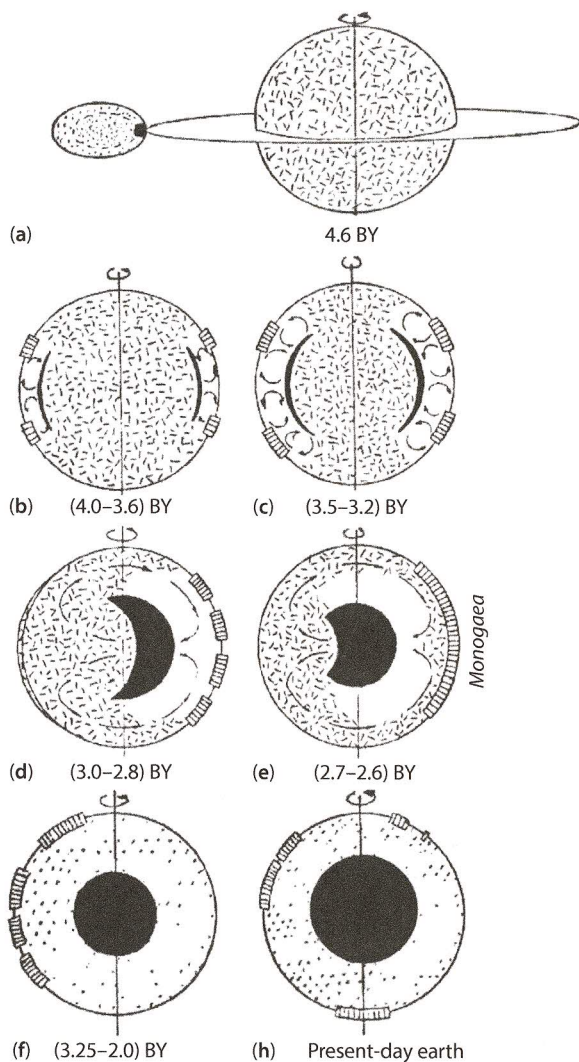 (a) 4.6 BY
(b) (4.0–3.6) BY
(c) (3.5–3.2) BY
Monogaea
(d) (3.0–2.8) BY
(e) (2.7–2.6) BY
(f) (3.25–2.0) BY
(h) Present-day earth